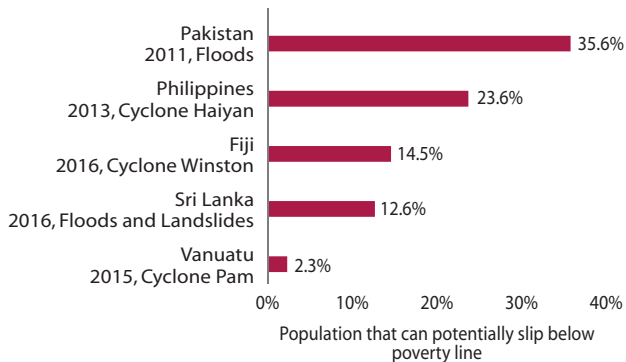 Pakistan
2011, Floods
35.6%
Philippines
2013, Cyclone Haiyan
23.6%
Fiji
2016, Cyclone Winston
14.5%
Sri Lanka
2016, Floods and Landslides
12.6%
Vanuatu
2015, Cyclone Pam
2.3%
0% 10% 20% 30% 40%
Population that can potentially slip below
poverty line